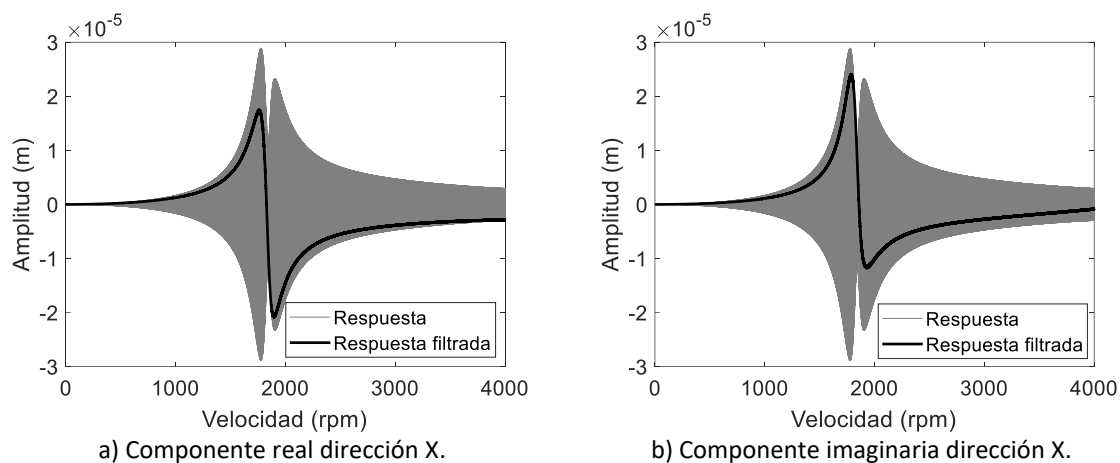 ×10⁻⁵
3
2
1
0
-1
-2
-3
Amplitud (m)
0
1000
2000
3000
4000
Velocidad (rpm)
Respuesta
Respuesta filtrada
a) Componente real dirección X.
×10⁻⁵
3
2
1
0
-1
-2
-3
Amplitud (m)
0
1000
2000
3000
4000
Velocidad (rpm)
Respuesta
Respuesta filtrada
b) Componente imaginaria dirección X.